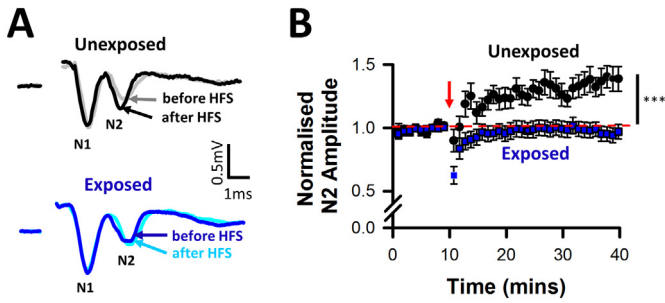 A
Unexposed
before HFS
after HFS
N1
N2
0.5mV
1ms
Exposed
before HFS
after HFS
N1
N2
B
Normalised
N2 Amplitude
1.5
1.0
0.5
0.0
Unexposed
Exposed
***
0
10
20
30
40
Time (mins)